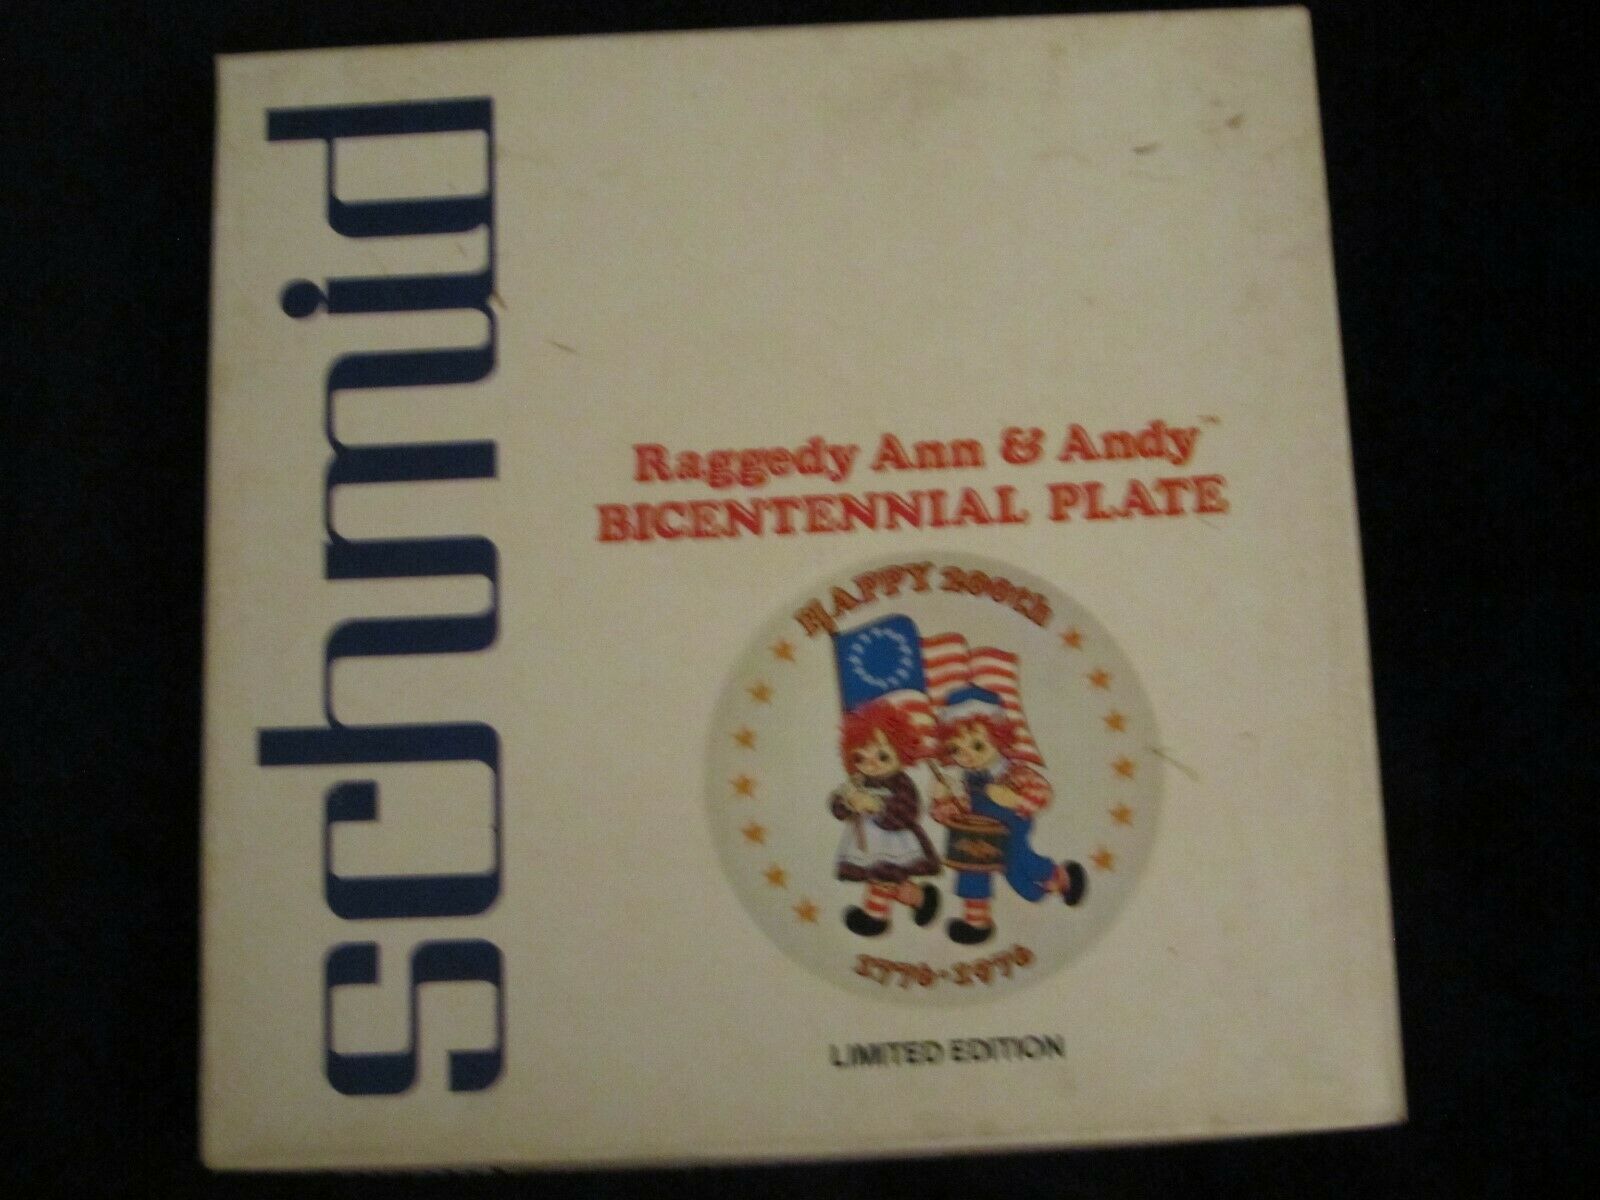 schmid
Raggedy Ann & Andy™
BICENTENNIAL PLATE
HAPPY 200th
1776-1976
LIMITED EDITION